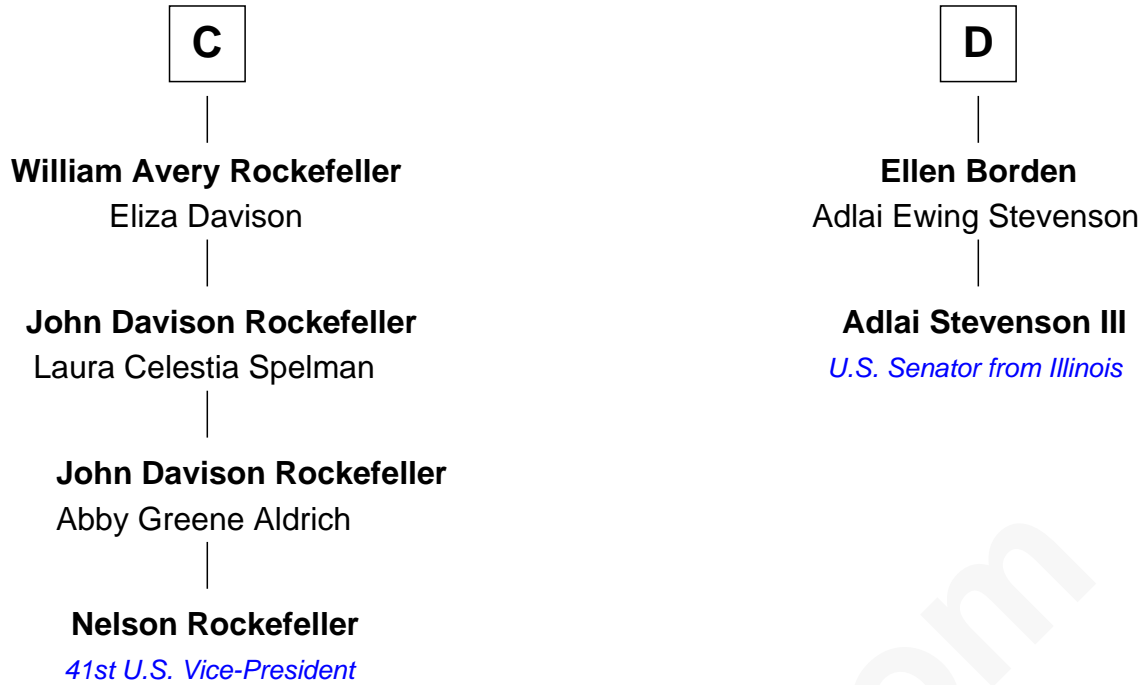 C
William Avery Rockefeller
Eliza Davison
John Davison Rockefeller
Laura Celestia Spelman
John Davison Rockefeller
Abby Greene Aldrich
Nelson Rockefeller
41st U.S. Vice-President
D
Ellen Borden
Adlai Ewing Stevenson
Adlai Stevenson III
U.S. Senator from Illinois
om